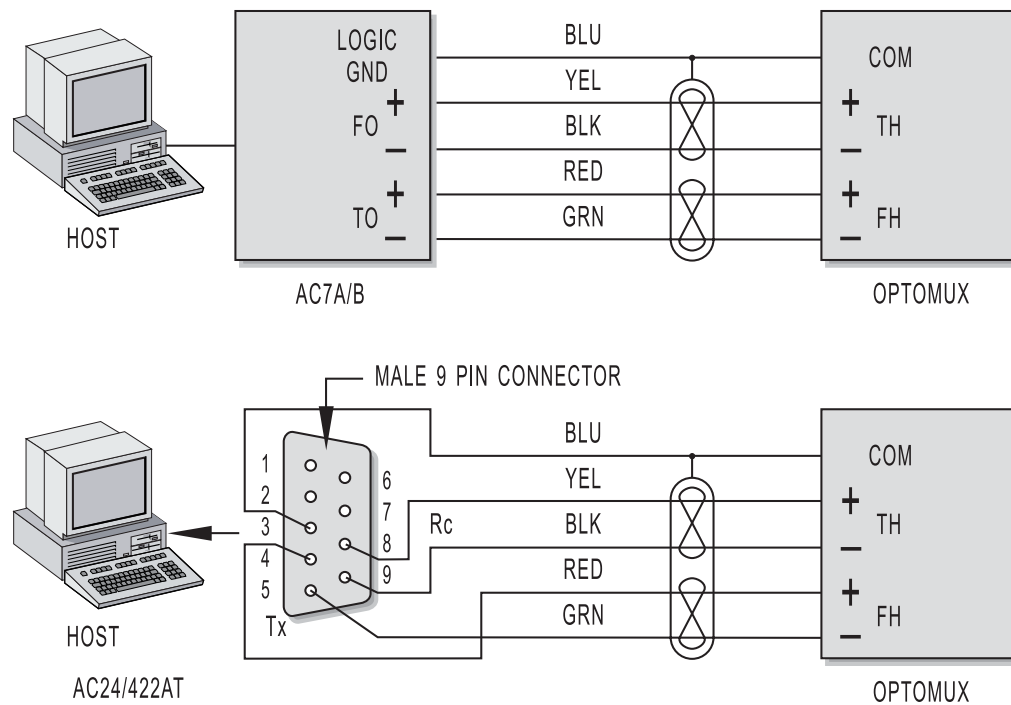 LOGIC
GND
+
FO
−
+
TO
−
BLU
YEL
BLK
RED
GRN
COM
+
TH
−
+
FH
−
HOST
AC7A/B
OPTOMUX
MALE 9 PIN CONNECTOR
1
2
3
4
5
6
7
8
9
Rc
Tx
BLU
YEL
BLK
RED
GRN
COM
+
TH
−
+
FH
−
HOST
AC24/422AT
OPTOMUX